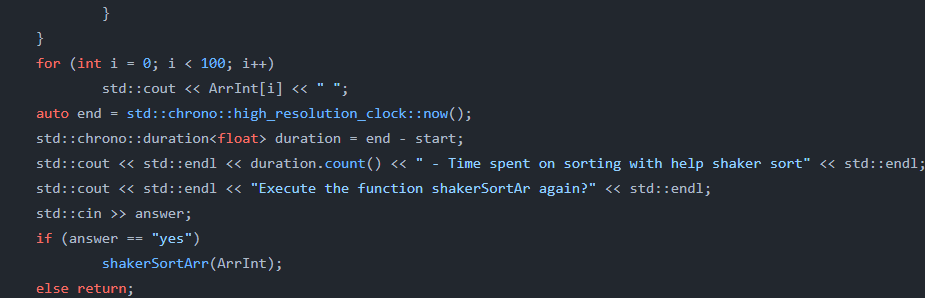 }
}
for (int i = 0; i < 100; i++)
std::cout << ArrInt[i] << " ";
auto end = std::chrono::high_resolution_clock::now();
std::chrono::duration<float> duration = end - start;
std::cout << std::endl << duration.count() << " - Time spent on sorting with help shaker sort" << std::endl;
std::cout << std::endl << "Execute the function shakerSortAr again?" << std::endl;
std::cin >> answer;
if (answer == "yes")
shakerSortArr(ArrInt);
else return;